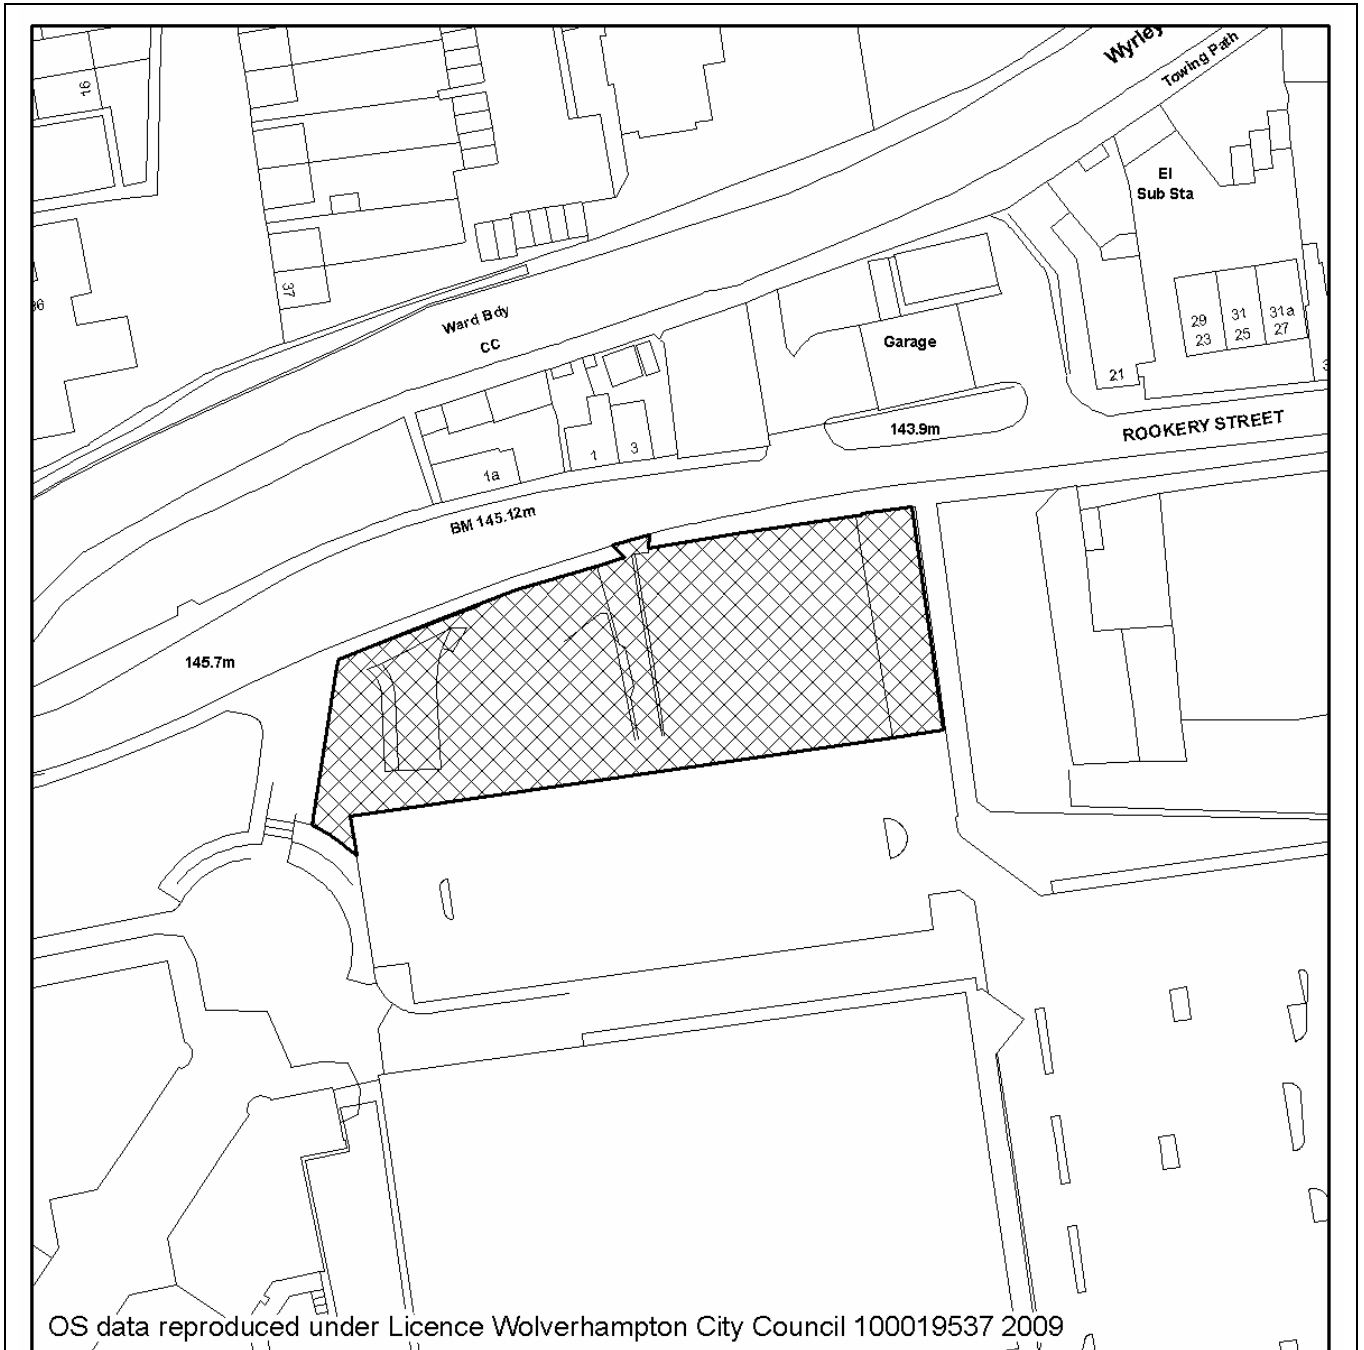 Wyrley
Towing Path
91
El
Sub Sta
37
36
Ward Bdy
CC
29
31
31a
23
25
27
Garage
21
143.9m
ROOKERY STREET
1
3
1a
BM 145.12m
145.7m
OS data reproduced under Licence Wolverhampton City Council 100019537 2009